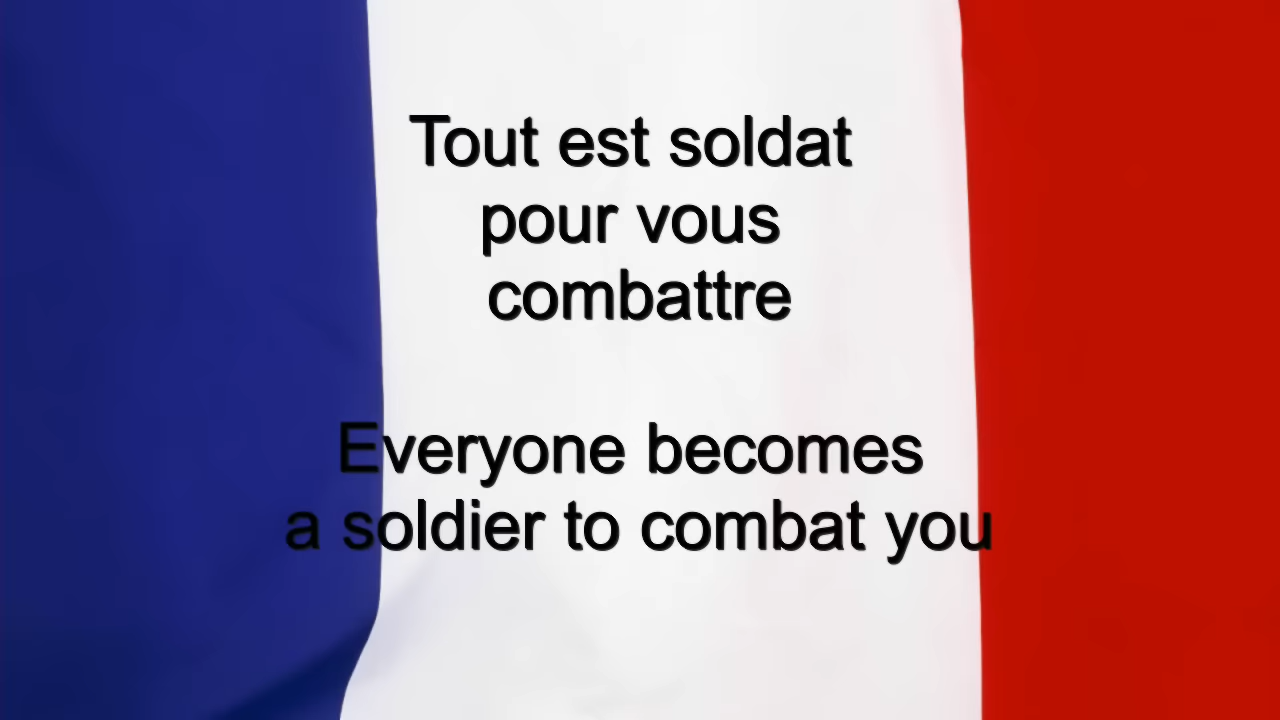 Tout est soldat
pour vous
combattre
Everyone becomes
a soldier to combat you